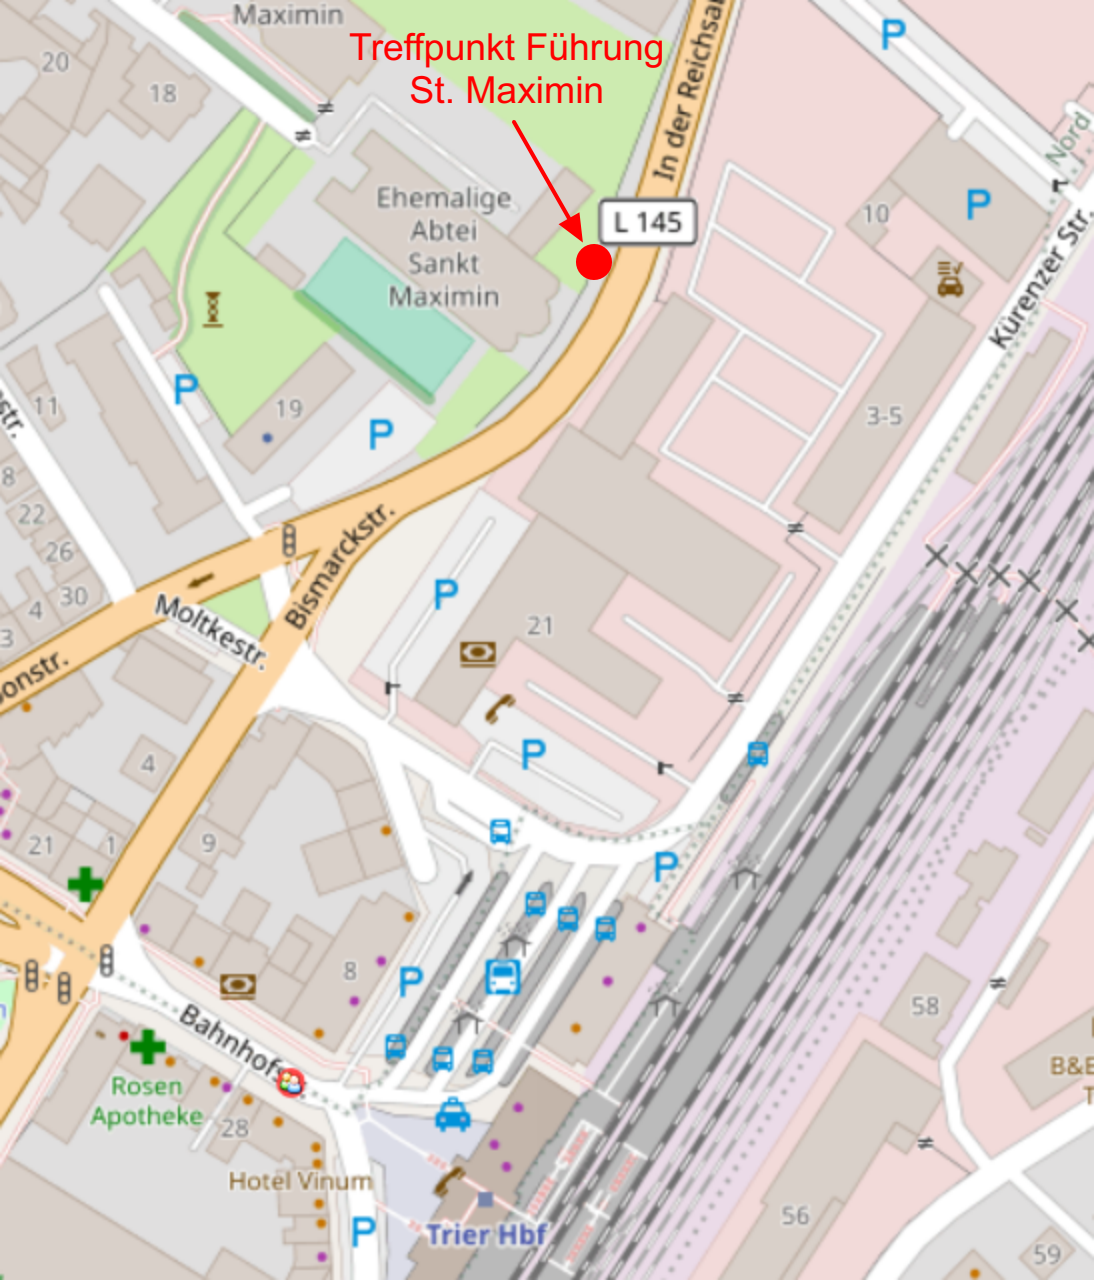 Maximin
Treffpunkt Führung
St. Maximin
P
20
18
In der Reichsa
Nord
Ehemalige
Abtei
Sankt
Maximin
L 145
10
P
Kürenzer Str.
P
11
19
P
3-5
str.
8
22
26
30
4
3
Bismarckstr.
P
Moltkestr.
21
onstr.
P
4
21
1
9
P
8
P
58
Bahnhofs
Rosen
Apotheke
28
B&B
T
Hotel Vinum
P
Trier Hbf
56
59